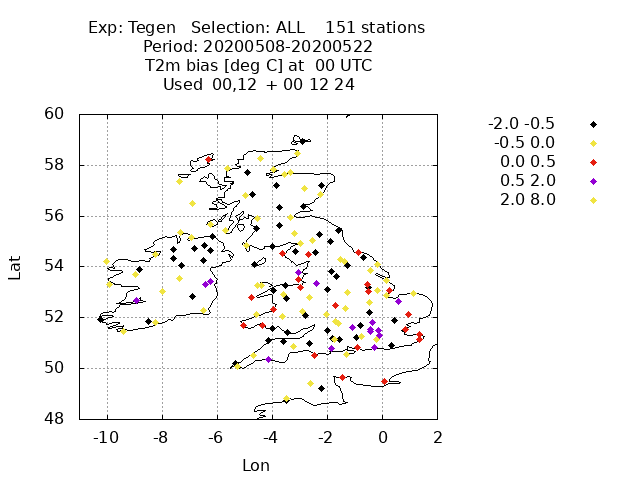 Exp: Tegen   Selection: ALL    151 stations
Period: 20200508-20200522
T2m bias [deg C] at  00 UTC
Used 00,12  + 00 12 24
-2.0 -0.5
-0.5 0.0
0.0 0.5
0.5 2.0
2.0 8.0
60
58
56
54
52
50
48
Lat
-10 -8 -6 -4 -2 0 2
Lon